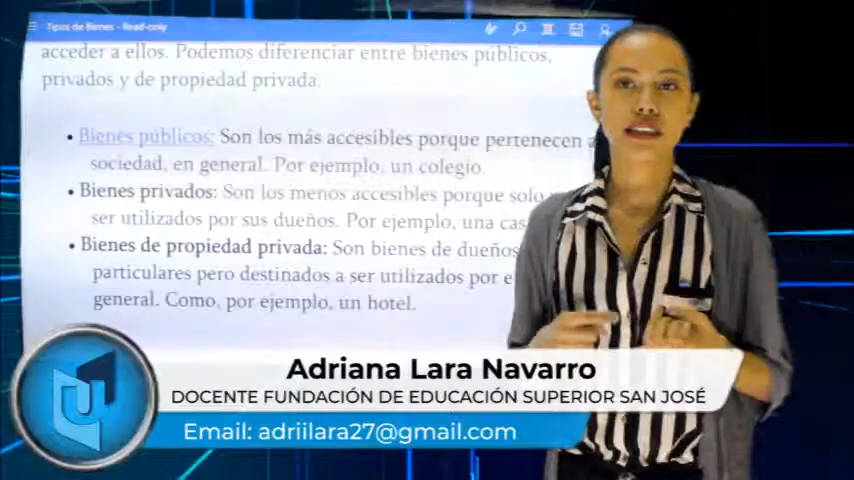 Tipos de Bienes - Read-only
acceder a ellos. Podemos diferenciar entre bienes públicos,
privados y de propiedad privada.
• Bienes públicos: Son los más accesibles porque pertenecen a
sociedad, en general. Por ejemplo, un colegio.
• Bienes privados: Son los menos accesibles porque solo
ser utilizados por sus dueños. Por ejemplo, una
• Bienes de propiedad privada: Son bienes de dueños
particulares pero destinados a ser utilizados por
general. Como, por ejemplo, un hotel.
Adriana Lara Navarro
DOCENTE FUNDACIÓN DE EDUCACIÓN SUPERIOR SAN JOSÉ
Email: adriilara27@gmail.com